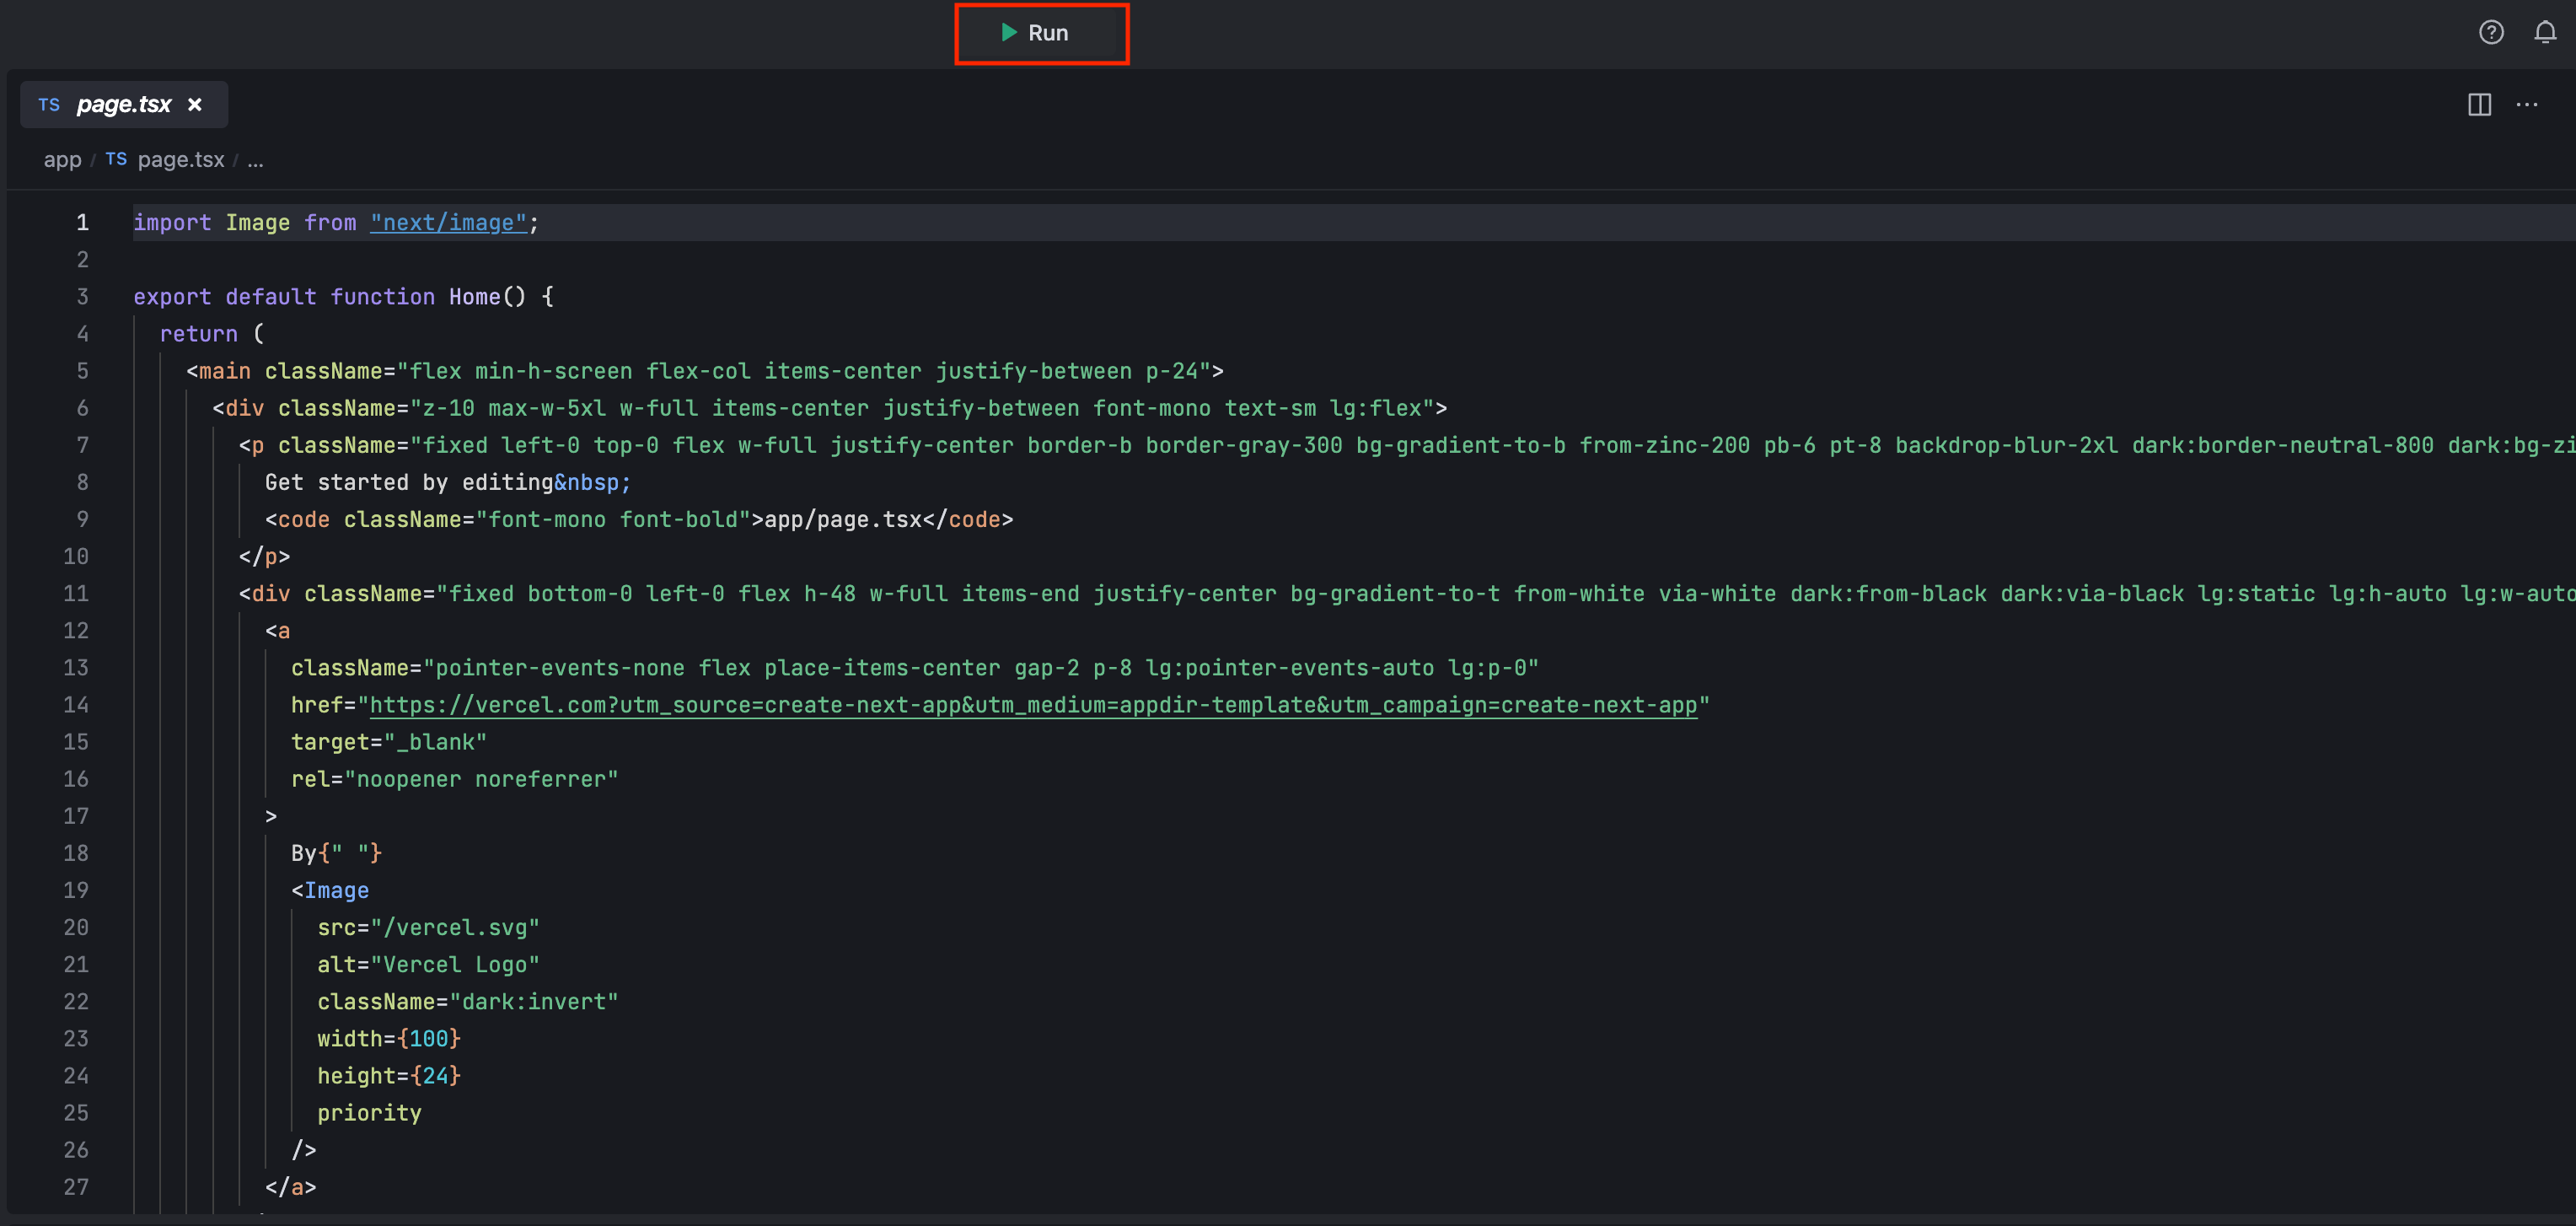 Run
TS page.tsx
app / TS page.tsx / ...
1 import Image from "next/image";
2
3 export default function Home() {
4 return (
5 <main className="flex min-h-screen flex-col items-center justify-between p-24">
6 <div className="z-10 max-w-5xl w-full items-center justify-between font-mono text-sm lg:flex">
7 <p className="fixed left-0 top-0 flex w-full justify-center border-b border-gray-300 bg-gradient-to-b from-zinc-200 pb-6 pt-8 backdrop-blur-2xl dark:border-neutral-800 dark:bg-zi
8 Get started by editing&nbsp;
9 <code className="font-mono font-bold">app/page.tsx</code>
10 </p>
11 <div className="fixed bottom-0 left-0 flex h-48 w-full items-end justify-center bg-gradient-to-t from-white via-white dark:from-black dark:via-black lg:static lg:h-auto lg:w-auto
12 <a
13 className="pointer-events-none flex place-items-center gap-2 p-8 lg:pointer-events-auto lg:p-0"
14 href="https://vercel.com?utm_source=create-next-app&utm_medium=appdir-template&utm_campaign=create-next-app"
15 target="_blank"
16 rel="noopener noreferrer"
17 >
18 By{" "}
19 <Image
20 src="/vercel.svg"
21 alt="Vercel Logo"
22 className="dark:invert"
23 width={100}
24 height={24}
25 priority
26 />
27 </a>